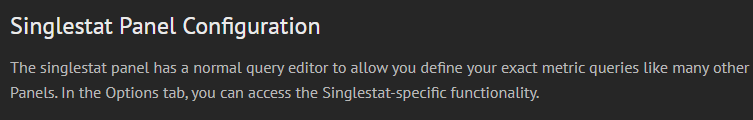 Singlestat Panel Configuration
The singlestat panel has a normal query editor to allow you define your exact metric queries like many other
Panels. In the Options tab, you can access the Singlestat-specific functionality.